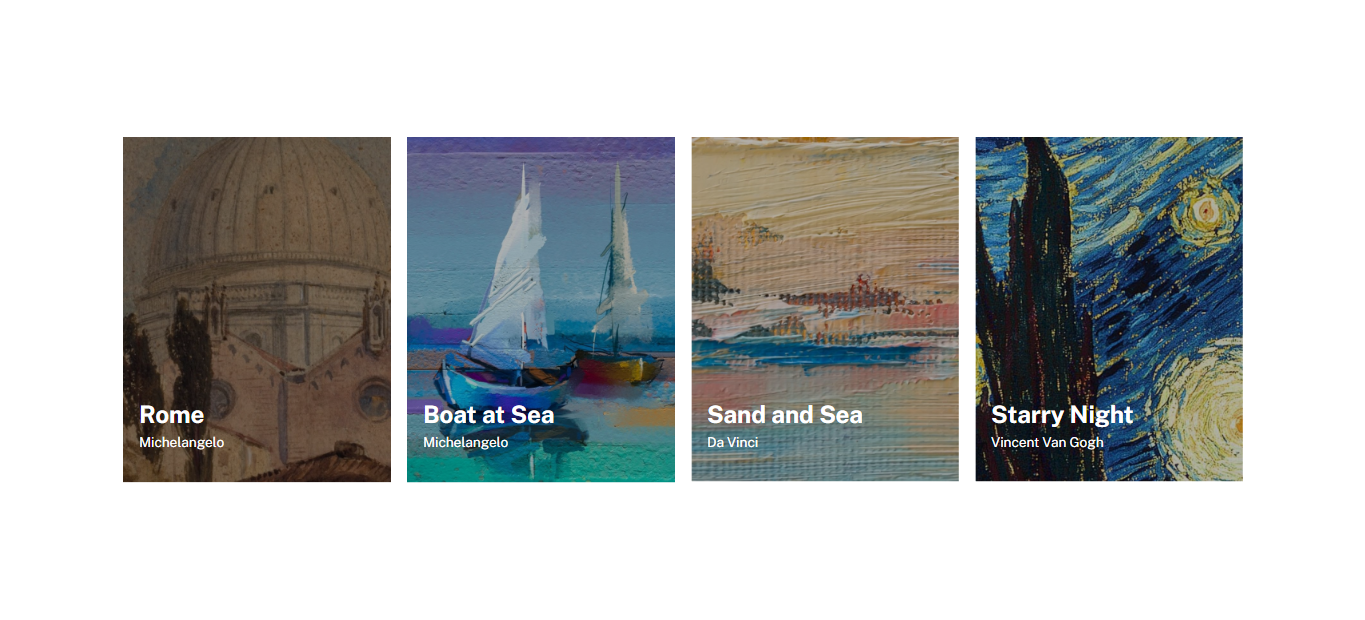 Rome
Michelangelo
Boat at Sea
Michelangelo
Sand and Sea
Da Vinci
Starry Night
Vincent Van Gogh